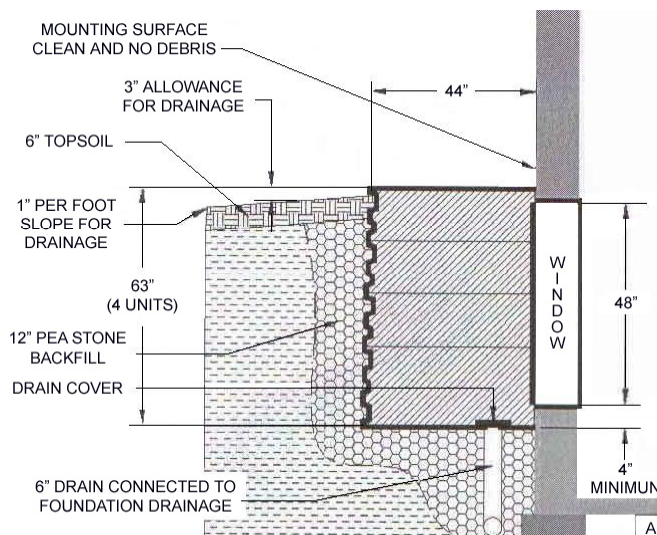 MOUNTING SURFACE
CLEAN AND NO DEBRIS
3” ALLOWANCE
FOR DRAINAGE
44”
6” TOPSOIL
1” PER FOOT
SLOPE FOR
DRAINAGE
63”
(4 UNITS)
WINDOW
48”
12” PEA STONE
BACKFILL
DRAIN COVER
6” DRAIN CONNECTED TO
FOUNDATION DRAINAGE
4”
MINIMUN
A